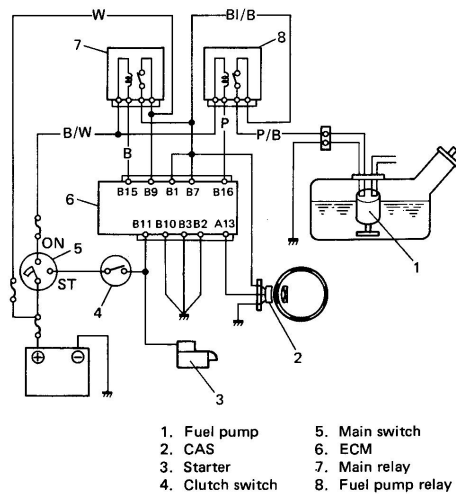 W
Bl/B
7
8
B/W
B
P
P/B
B15 B9 B1 B7 B16
6
B11 B10 B3 B2 A13
ON
5
ST
1
4
2
+ −
3
1. Fuel pump
2. CAS
3. Starter
4. Clutch switch
5. Main switch
6. ECM
7. Main relay
8. Fuel pump relay